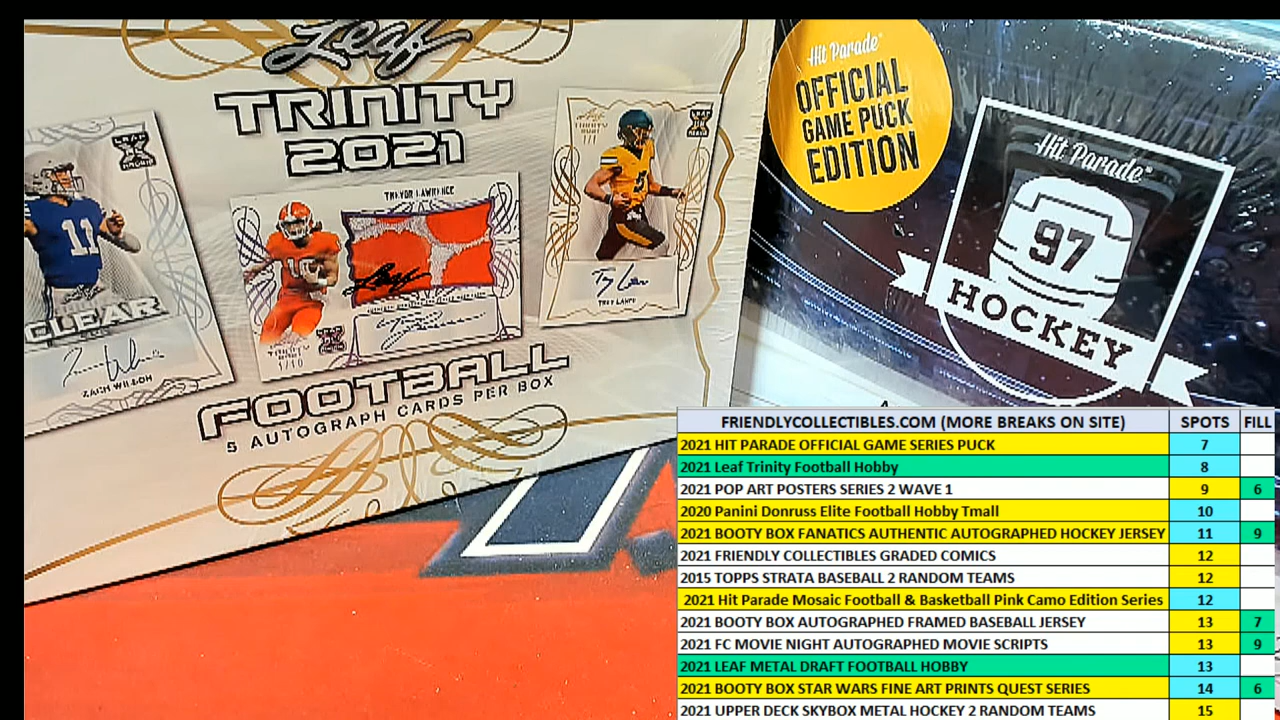 Leaf
TRINITY
2021
TREVOR LAWRENCE
11
CLEAR
ZACH WILSON
1/10
TREY LANCE
FOOTBALL
5 AUTOGRAPH CARDS PER BOX
Hit Parade
OFFICIAL
GAME PUCK
EDITION
Hit Parade
97
HOCKEY
FRIENDLYCOLLECTIBLES.COM (MORE BREAKS ON SITE) SPOTS FILL
2021 HIT PARADE OFFICIAL GAME SERIES PUCK 7
2021 Leaf Trinity Football Hobby 8
2021 POP ART POSTERS SERIES 2 WAVE 1 9 6
2020 Panini Donruss Elite Football Hobby Tmall 10
2021 BOOTY BOX FANATICS AUTHENTIC AUTOGRAPHED HOCKEY JERSEY 11 9
2021 FRIENDLY COLLECTIBLES GRADED COMICS 12
2015 TOPPS STRATA BASEBALL 2 RANDOM TEAMS 12
2021 Hit Parade Mosaic Football & Basketball Pink Camo Edition Series 12
2021 BOOTY BOX AUTOGRAPHED FRAMED BASEBALL JERSEY 13 7
2021 FC MOVIE NIGHT AUTOGRAPHED MOVIE SCRIPTS 13 9
2021 LEAF METAL DRAFT FOOTBALL HOBBY 13
2021 BOOTY BOX STAR WARS FINE ART PRINTS QUEST SERIES 14 6
2021 UPPER DECK SKYBOX METAL HOCKEY 2 RANDOM TEAMS 15